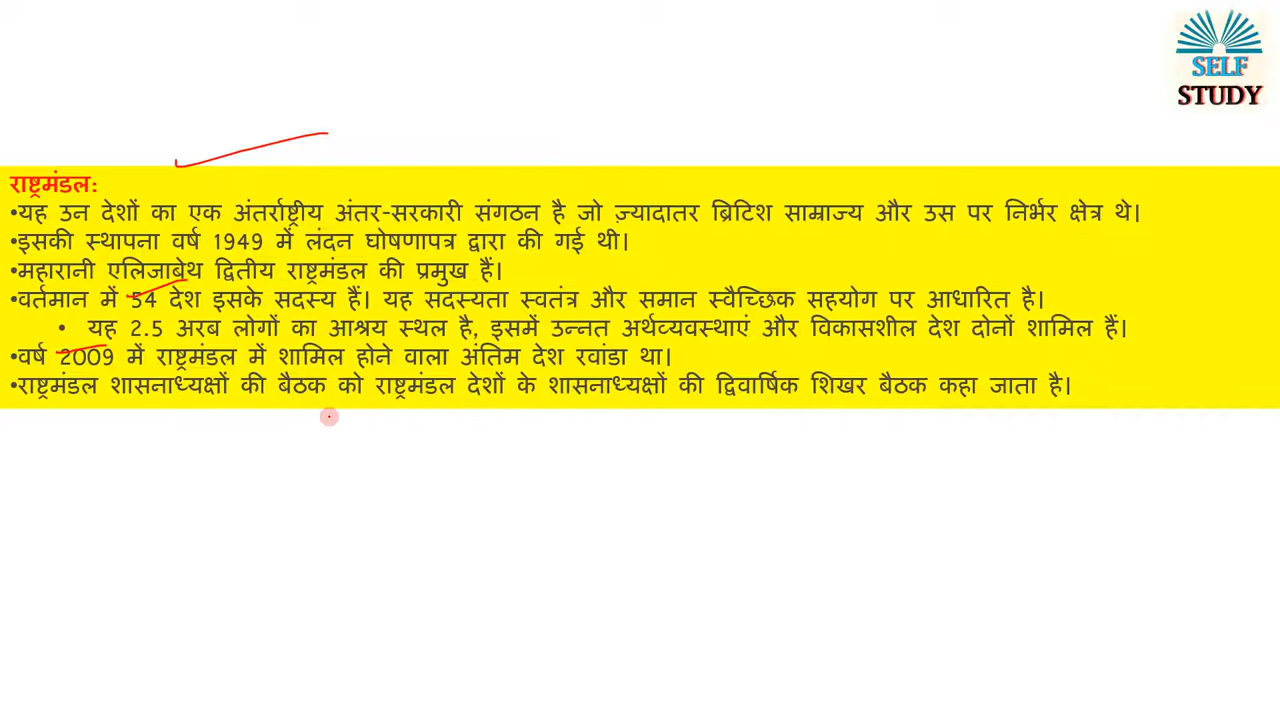 SELF
STUDY
राष्ट्रमंडल:
•यह उन देशों का एक अंतर्राष्ट्रीय अंतर-सरकारी संगठन है जो ज़्यादातर ब्रिटिश साम्राज्य और उस पर निर्भर क्षेत्र थे।
•इसकी स्थापना वर्ष 1949 में लंदन घोषणापत्र द्वारा की गई थी।
•महारानी एलिजाबेथ द्वितीय राष्ट्रमंडल की प्रमुख हैं।
•वर्तमान में 54 देश इसके सदस्य हैं। यह सदस्यता स्वतंत्र और समान स्वैच्छिक सहयोग पर आधारित है।
• यह 2.5 अरब लोगों का आश्रय स्थल है, इसमें उन्नत अर्थव्यवस्थाएं और विकासशील देश दोनों शामिल हैं।
•वर्ष 2009 में राष्ट्रमंडल में शामिल होने वाला अंतिम देश रवांडा था।
•राष्ट्रमंडल शासनाध्यक्षों की बैठक को राष्ट्रमंडल देशों के शासनाध्यक्षों की द्विवार्षिक शिखर बैठक कहा जाता है।